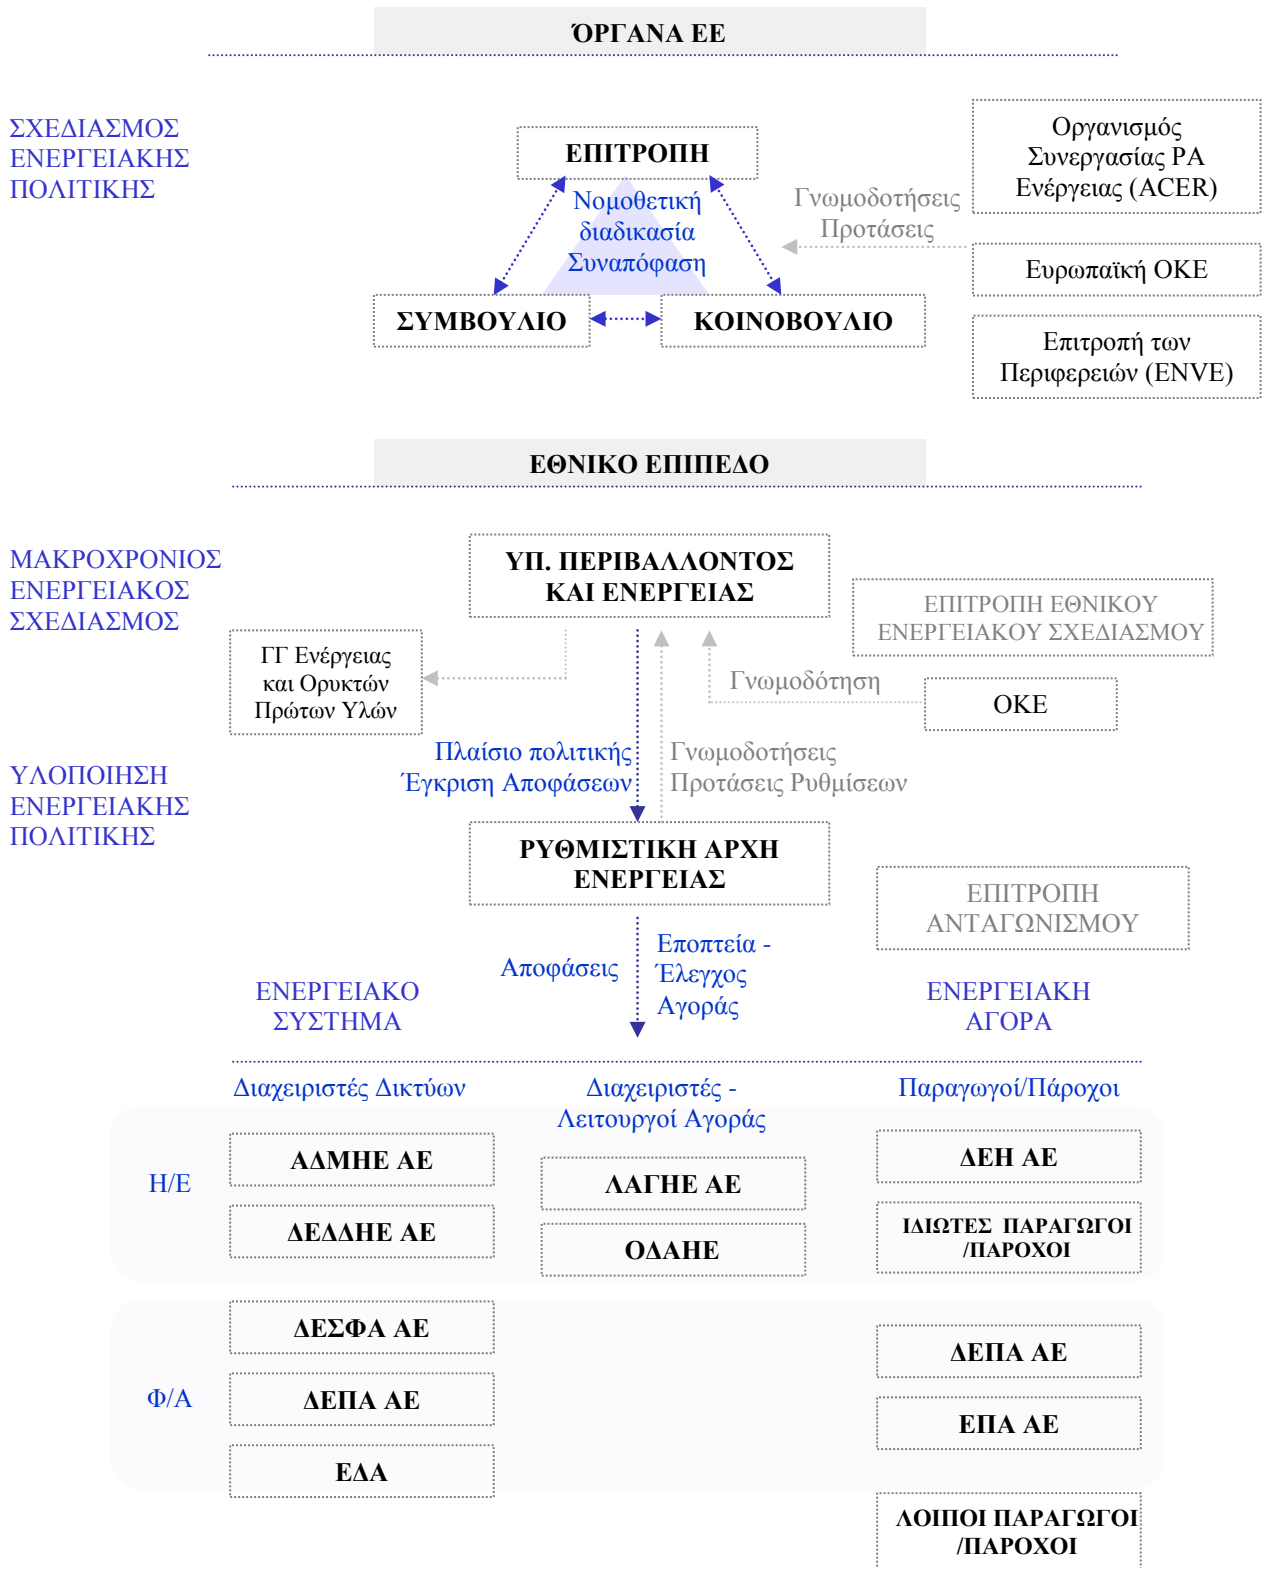 ΌΡΓΑΝΑ ΕΕ
ΣΧΕΔΙΑΣΜΟΣ
ΕΝΕΡΓΕΙΑΚΗΣ
ΠΟΛΙΤΙΚΗΣ
ΕΠΙΤΡΟΠΗ
Νομοθετική
διαδικασία
Συναπόφαση
ΣΥΜΒΟΥΛΙΟ
ΚΟΙΝΟΒΟΥΛΙΟ
Γνωμοδοτήσεις
Προτάσεις
Οργανισμός
Συνεργασίας ΡΑ
Ενέργειας (ACER)
Ευρωπαϊκή ΟΚΕ
Επιτροπή των
Περιφερειών (ENVE)
ΕΘΝΙΚΟ ΕΠΙΠΕΔΟ
ΜΑΚΡΟΧΡΟΝΙΟΣ
ΕΝΕΡΓΕΙΑΚΟΣ
ΣΧΕΔΙΑΣΜΟΣ
ΥΠ. ΠΕΡΙΒΑΛΛΟΝΤΟΣ
ΚΑΙ ΕΝΕΡΓΕΙΑΣ
ΕΠΙΤΡΟΠΗ ΕΘΝΙΚΟΥ
ΕΝΕΡΓΕΙΑΚΟΥ ΣΧΕΔΙΑΣΜΟΥ
ΓΓ Ενέργειας
και Ορυκτών
Πρώτων Υλών
Γνωμοδότηση
ΟΚΕ
ΥΛΟΠΟΙΗΣΗ
ΕΝΕΡΓΕΙΑΚΗΣ
ΠΟΛΙΤΙΚΗΣ
Πλαίσιο πολιτικής
Έγκριση Αποφάσεων
Γνωμοδοτήσεις
Προτάσεις Ρυθμίσεων
ΡΥΘΜΙΣΤΙΚΗ ΑΡΧΗ
ΕΝΕΡΓΕΙΑΣ
ΕΠΙΤΡΟΠΗ
ΑΝΤΑΓΩΝΙΣΜΟΥ
Αποφάσεις
Εποπτεία -
Έλεγχος
Αγοράς
ΕΝΕΡΓΕΙΑΚΟ
ΣΥΣΤΗΜΑ
ΕΝΕΡΓΕΙΑΚΗ
ΑΓΟΡΑ
Διαχειριστές Δικτύων
Διαχειριστές -
Λειτουργοί Αγοράς
Παραγωγοί/Πάροχοι
Η/Ε
ΑΔΜΗΕ ΑΕ
ΔΕΔΔΗΕ ΑΕ
ΛΑΓΗΕ ΑΕ
ΟΔΑΗΕ
ΔΕΗ ΑΕ
ΙΔΙΩΤΕΣ ΠΑΡΑΓΩΓΟΙ
/ΠΑΡΟΧΟΙ
Φ/Α
ΔΕΣΦΑ ΑΕ
ΔΕΠΑ ΑΕ
ΕΔΑ
ΔΕΠΑ ΑΕ
ΕΠΑ ΑΕ
ΛΟΙΠΟΙ ΠΑΡΑΓΩΓΟΙ
/ΠΑΡΟΧΟΙ